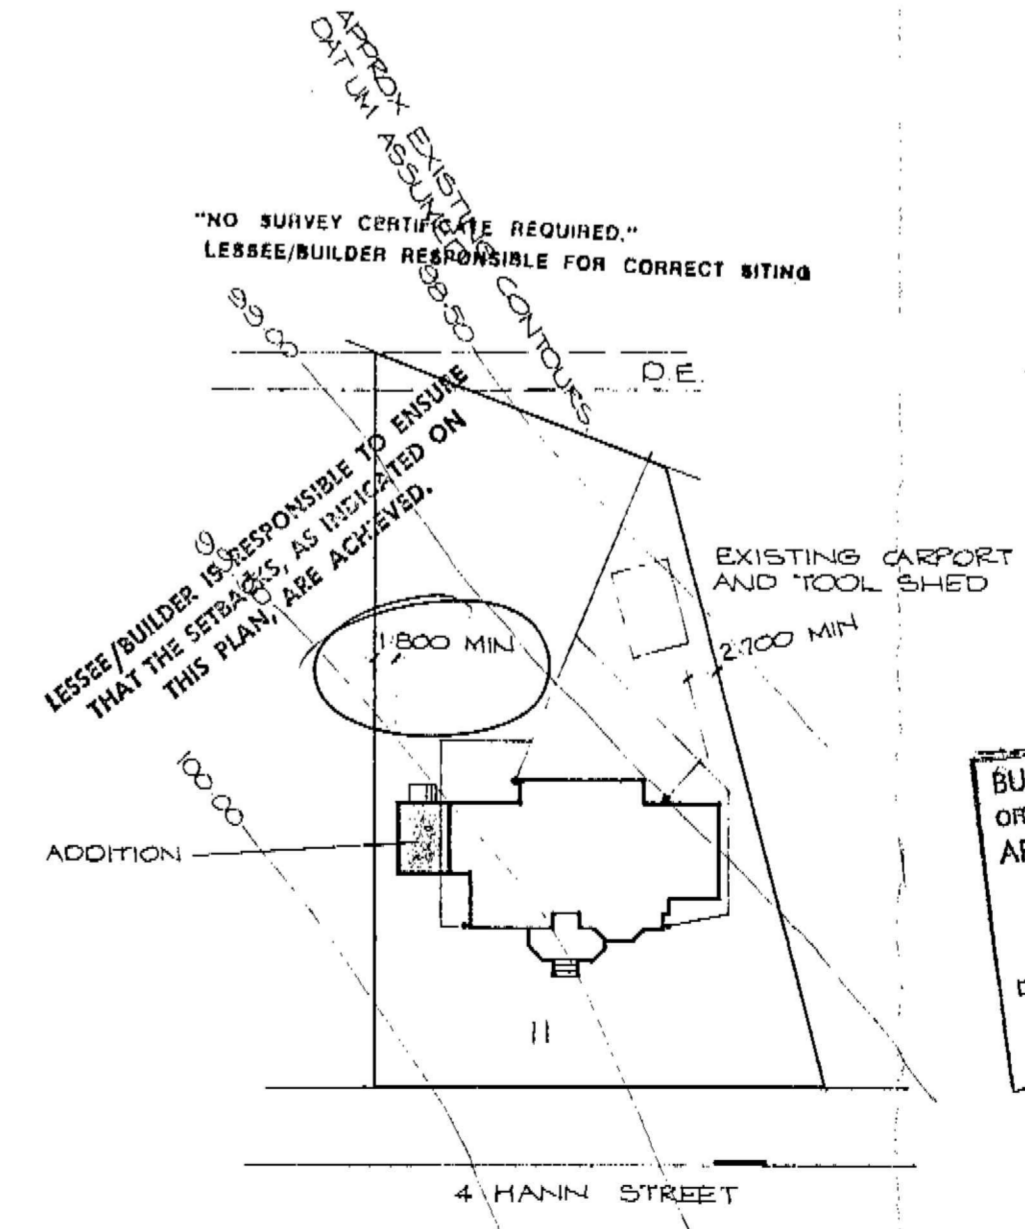 APPROX EXISTING CONTOURS
DATUM ASSUMED
"NO SURVEY CERTIFICATE REQUIRED."
LESSEE/BUILDER RESPONSIBLE FOR CORRECT SITING
98.50
99.00
D.E.
LESSEE/BUILDER IS RESPONSIBLE TO ENSURE
THAT THE SETBACKS, AS INDICATED ON
THIS PLAN, ARE ACHIEVED.
EXISTING CARPORT
AND TOOL SHED
1.800 MIN
2.700 MIN
100.00
ADDITION
BU
OR
11
4 HANN STREET